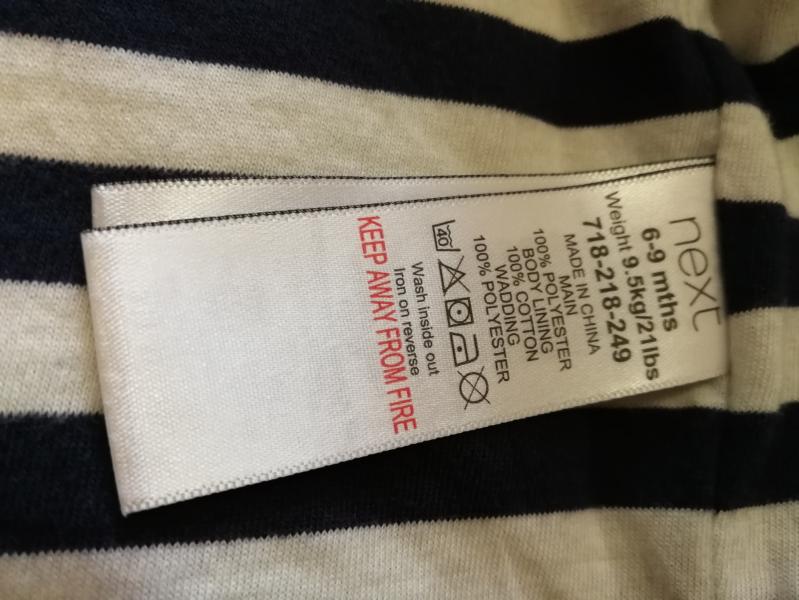 next
6-9 mths
Weight 9.5kg/21lbs
718-218-249
MADE IN CHINA
MAIN
100% POLYESTER
BODY LINING
100% COTTON
WADDING
100% POLYESTER
40
Wash inside out
Iron on reverse
KEEP AWAY FROM FIRE